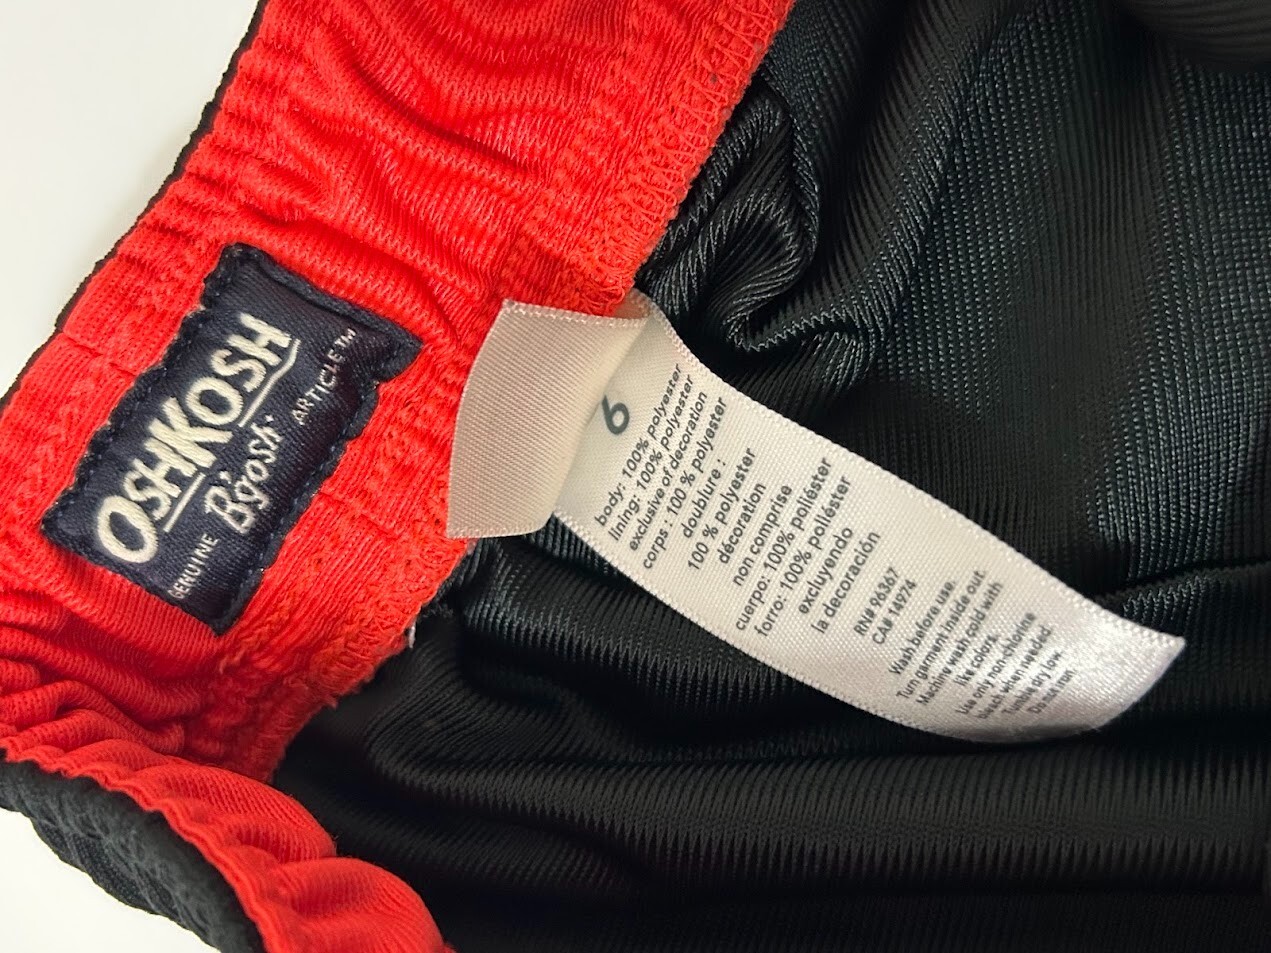 OSHKOSH
B'gosh
GENUINE ARTICLE™
6
body: 100% polyester
lining: 100% polyester
exclusive of decoration
corps : 100 % polyester
doublure :
100 % polyester
décoration
non comprise
cuerpo: 100% poliéster
forro: 100% poliéster
excluyendo
la decoración
RN# 96367
CA# 14974
Wash before use.
Turn garment inside out.
Machine wash cold with
like colors.
Use only non-chlorine
bleach when needed.
Tumble dry low.
Do not iron.